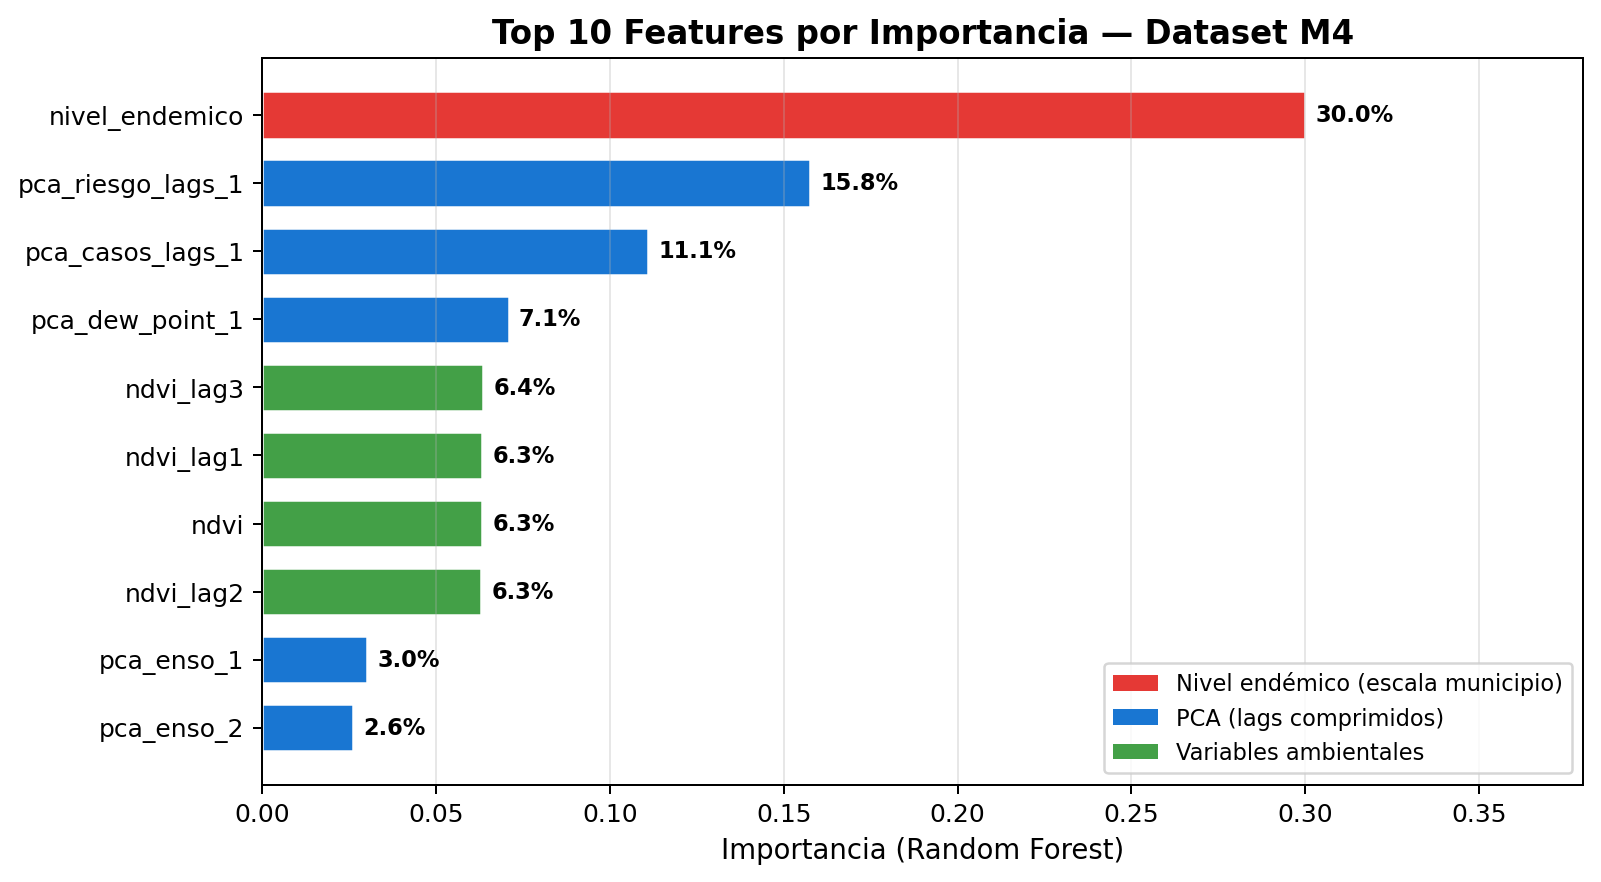 Top 10 Features por Importancia — Dataset M4
nivel_endemico 30.0%
pca_riesgo_lags_1 15.8%
pca_casos_lags_1 11.1%
pca_dew_point_1 7.1%
ndvi_lag3 6.4%
ndvi_lag1 6.3%
ndvi 6.3%
ndvi_lag2 6.3%
pca_enso_1 3.0%
pca_enso_2 2.6%
Nivel endémico (escala municipio)
PCA (lags comprimidos)
Variables ambientales
0.00 0.05 0.10 0.15 0.20 0.25 0.30 0.35
Importancia (Random Forest)